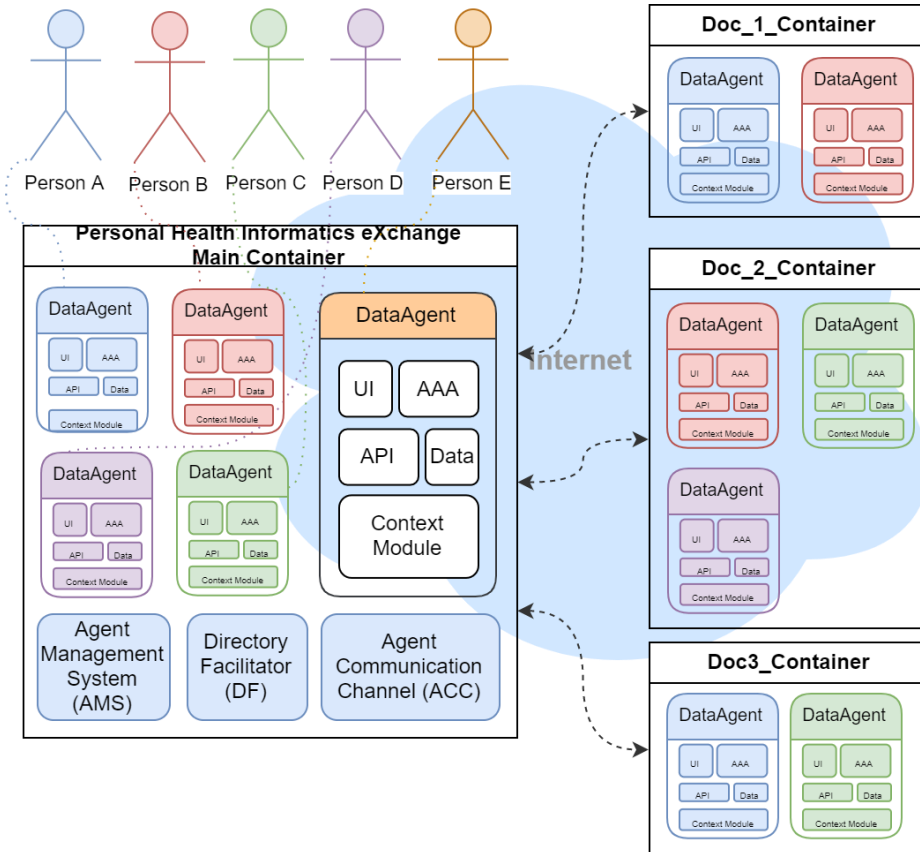 Person A
Person B
Person C
Person D
Person E
Personal Health Informatics eXchange
Main Container
DataAgent
UI
AAA
API
Data
Context Module
DataAgent
UI
AAA
API
Data
Context Module
DataAgent
UI
AAA
API
Data
Context Module
DataAgent
UI
AAA
API
Data
Context Module
DataAgent
UI
AAA
API
Data
Context
Module
Agent
Management
System
(AMS)
Directory
Facilitator
(DF)
Agent
Communication
Channel (ACC)
Internet
Doc_1_Container
DataAgent
UI
AAA
API
Data
Context Module
DataAgent
UI
AAA
API
Data
Context Module
Doc_2_Container
DataAgent
UI
AAA
API
Data
Context Module
DataAgent
UI
AAA
API
Data
Context Module
DataAgent
UI
AAA
API
Data
Context Module
Doc3_Container
DataAgent
UI
AAA
API
Data
Context Module
DataAgent
UI
AAA
API
Data
Context Module